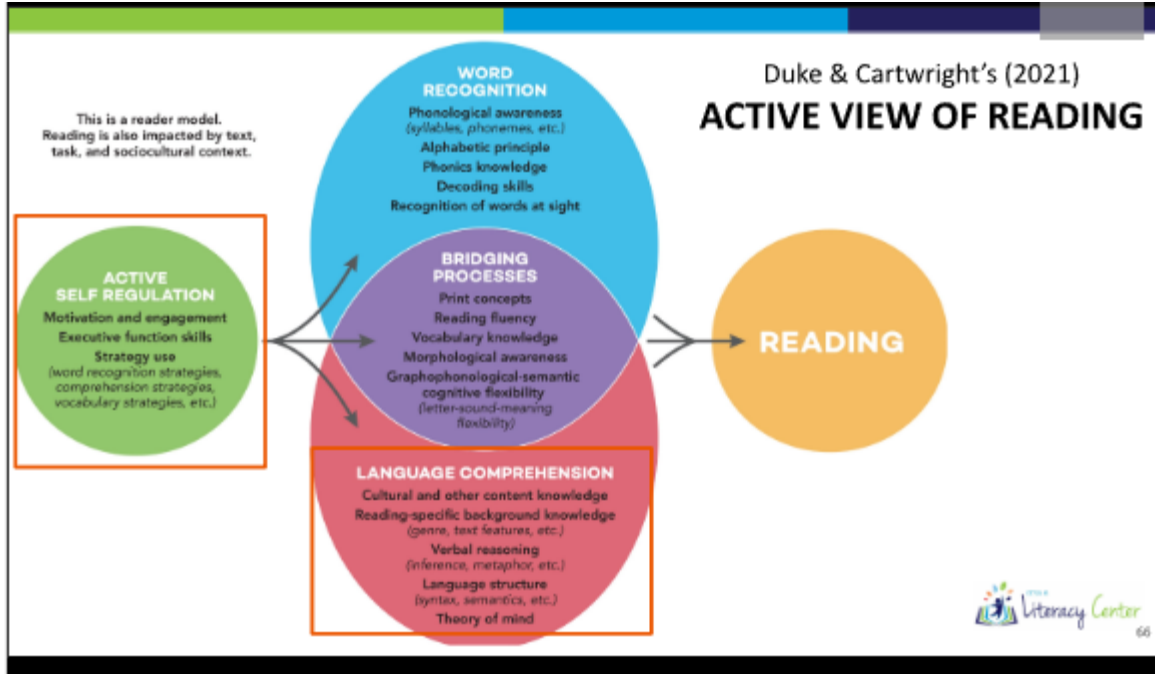 Duke & Cartwright's (2021)
ACTIVE VIEW OF READING
This is a reader model.
Reading is also impacted by text,
task, and sociocultural context.
ACTIVE
SELF REGULATION
Motivation and engagement
Executive function skills
Strategy use
(word recognition strategies,
comprehension strategies,
vocabulary strategies, etc.)
WORD
RECOGNITION
Phonological awareness
(syllables, phonemes, etc.)
Alphabetic principle
Phonics knowledge
Decoding skills
Recognition of words at sight
BRIDGING
PROCESSES
Print concepts
Reading fluency
Vocabulary knowledge
Morphological awareness
Graphophonological-semantic
cognitive flexibility
(letter-sound-meaning
flexibility)
LANGUAGE COMPREHENSION
Cultural and other content knowledge
Reading-specific background knowledge
(genre, text features, etc.)
Verbal reasoning
(inference, metaphor, etc.)
Language structure
(syntax, semantics, etc.)
Theory of mind
READING
Literacy Center
66